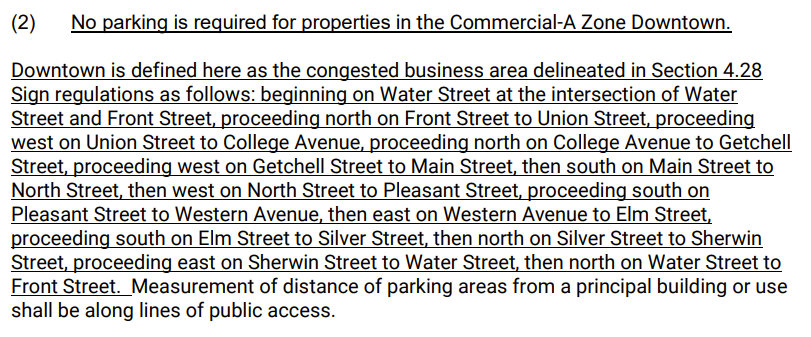 (2) No parking is required for properties in the Commercial-A Zone Downtown.
Downtown is defined here as the congested business area delineated in Section 4.28
Sign regulations as follows: beginning on Water Street at the intersection of Water
Street and Front Street, proceeding north on Front Street to Union Street, proceeding
west on Union Street to College Avenue, proceeding north on College Avenue to Getchell
Street, proceeding west on Getchell Street to Main Street, then south on Main Street to
North Street, then west on North Street to Pleasant Street, proceeding south on
Pleasant Street to Western Avenue, then east on Western Avenue to Elm Street,
proceeding south on Elm Street to Silver Street, then north on Silver Street to Sherwin
Street, proceeding east on Sherwin Street to Water Street, then north on Water Street to
Front Street. Measurement of distance of parking areas from a principal building or use
shall be along lines of public access.